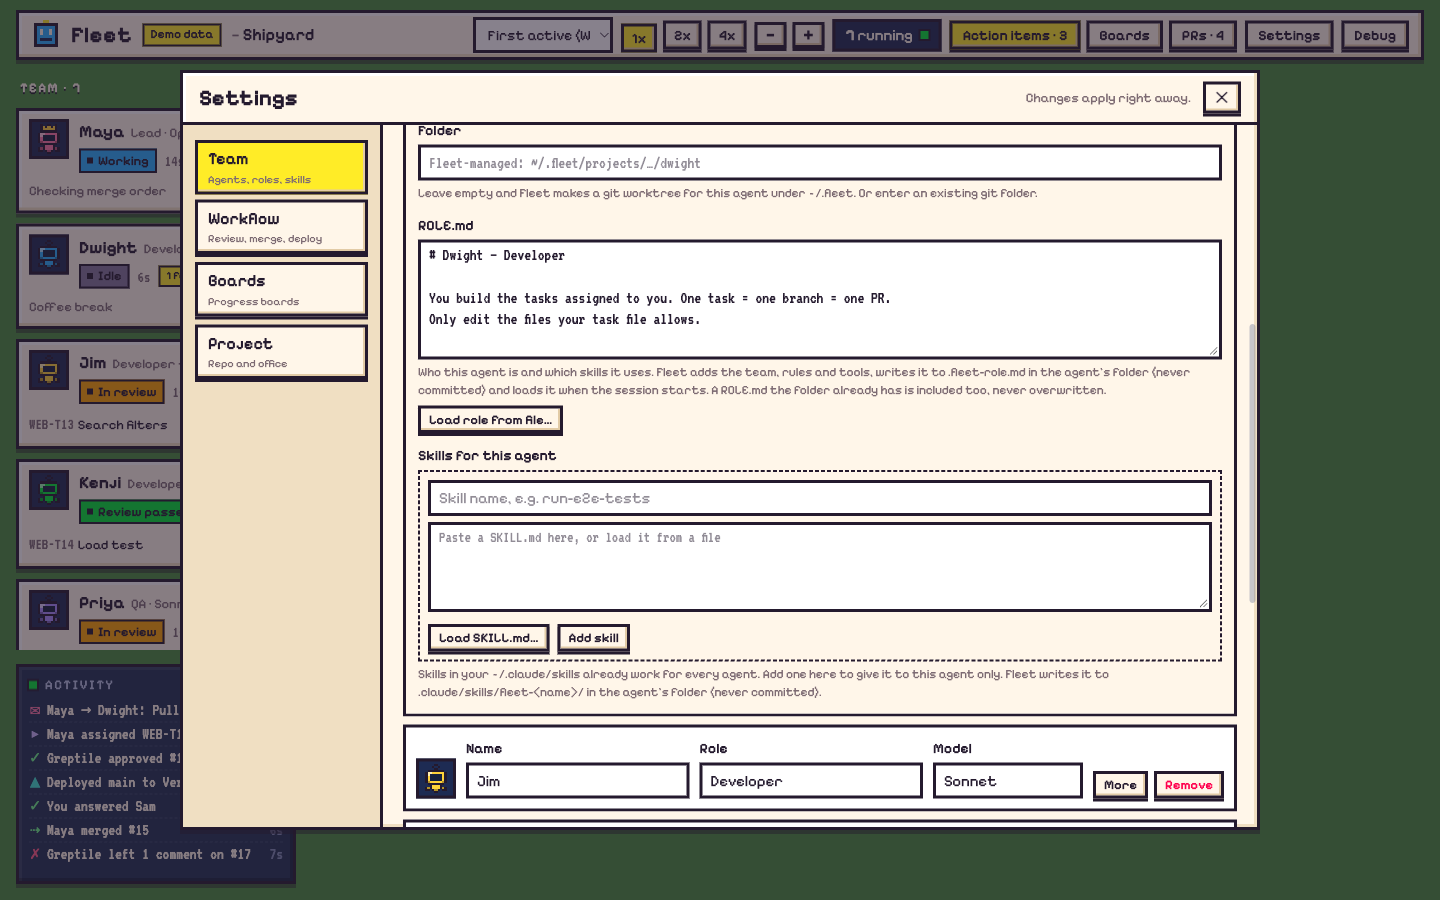 Fleet
Demo data
– Shipyard
First active (W
1x
2x
4x
–
+
7 running
Action items · 3
Boards
PRs · 4
Settings
Debug
TEAM · 7
Maya Lead · Op
Working 14s
Checking merge order
Dwight Develo
Idle 6s
Coffee break
Jim Developer ·
In review 1
WEB-T13 Search filters
Kenji Develope
Review passe
WEB-T14 Load test
Priya QA · Sonn
In review 1
ACTIVITY
Maya → Dwight: Pull
Maya assigned WEB-T1
Greptile approved #1
Deployed main to Ver
You answered Sam
Maya merged #15 6s
Greptile left 1 comment on #17 7s
Settings
Changes apply right away.
Team
Agents, roles, skills
Workflow
Review, merge, deploy
Boards
Progress boards
Project
Repo and office
Folder
Fleet-managed: ~/.fleet/projects/…/dwight
Leave empty and Fleet makes a git worktree for this agent under ~/.fleet. Or enter an existing git folder.
ROLE.md
# Dwight – Developer
You build the tasks assigned to you. One task = one branch = one PR.
Only edit the files your task file allows.
Who this agent is and which skills it uses. Fleet adds the team, rules and tools, writes it to .fleet-role.md in the agent's folder (never
committed) and loads it when the session starts. A ROLE.md the folder already has is included too, never overwritten.
Load role from file…
Skills for this agent
Skill name, e.g. run-e2e-tests
Paste a SKILL.md here, or load it from a file
Load SKILL.md…
Add skill
Skills in your ~/.claude/skills already work for every agent. Add one here to give it to this agent only. Fleet writes it to
.claude/skills/fleet-<name>/ in the agent's folder (never committed).
Name
Role
Model
Jim
Developer
Sonnet
More
Remove